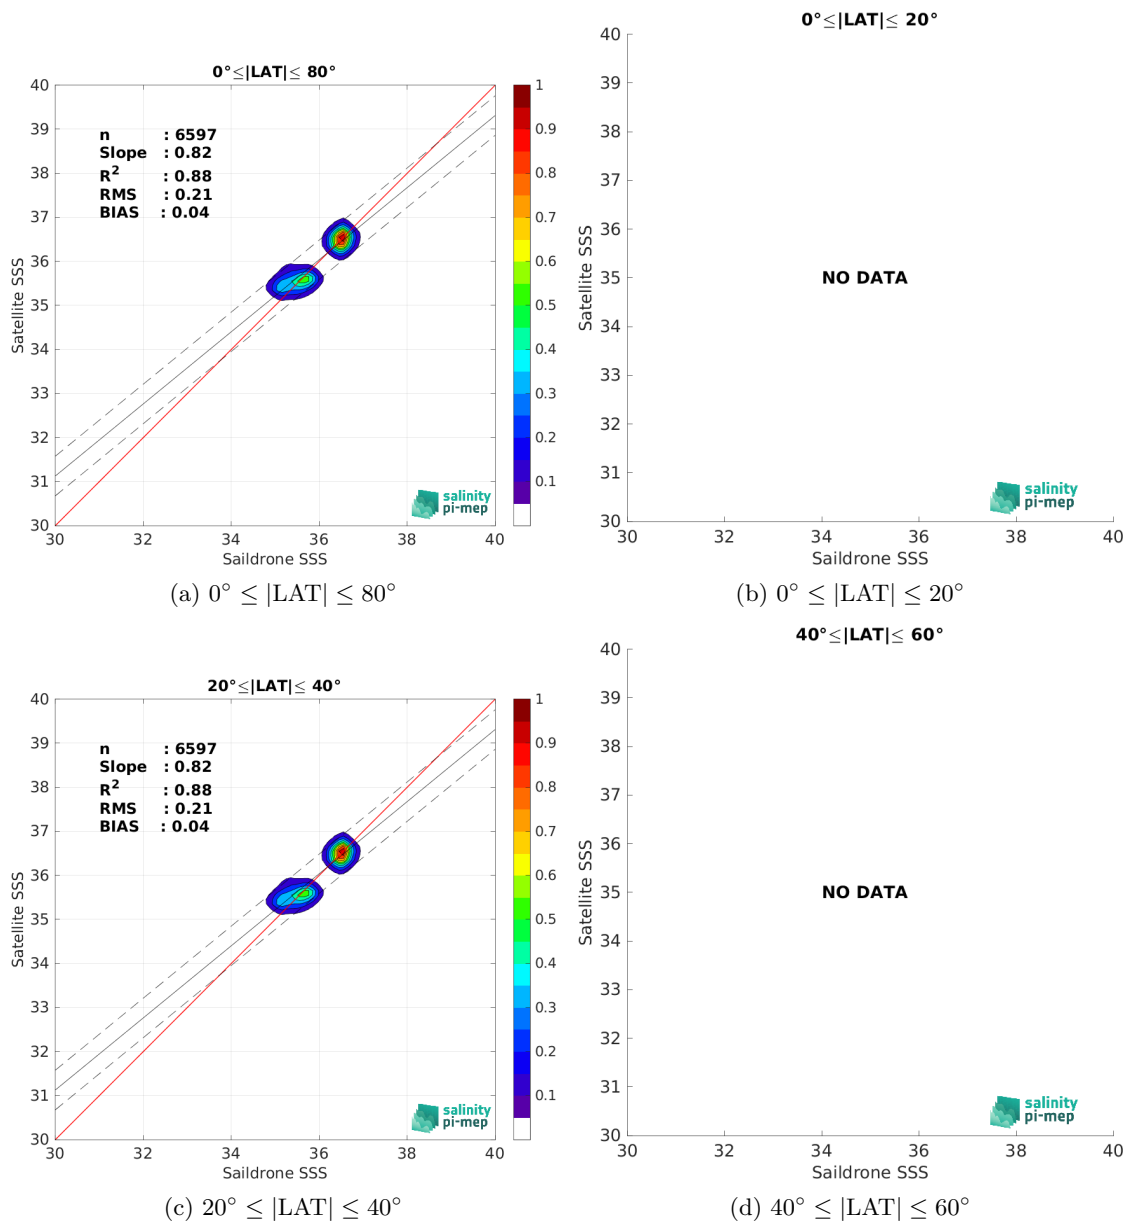 0°≤|LAT|≤ 80°
40
39
38
37
36
35
34
33
32
31
30
30
32
34
36
38
40
Satellite SSS
Saildrone SSS
n : 6597
Slope : 0.82
R² : 0.88
RMS : 0.21
BIAS : 0.04
1
0.9
0.8
0.7
0.6
0.5
0.4
0.3
0.2
0.1
salinity
pi-mep
(a) 0° ≤ |LAT| ≤ 80°
0°≤|LAT|≤ 20°
40
39
38
37
36
35
34
33
32
31
30
30
32
34
36
38
40
Satellite SSS
Saildrone SSS
NO DATA
salinity
pi-mep
(b) 0° ≤ |LAT| ≤ 20°
20°≤|LAT|≤ 40°
40
39
38
37
36
35
34
33
32
31
30
30
32
34
36
38
40
Satellite SSS
Saildrone SSS
n : 6597
Slope : 0.82
R² : 0.88
RMS : 0.21
BIAS : 0.04
1
0.9
0.8
0.7
0.6
0.5
0.4
0.3
0.2
0.1
salinity
pi-mep
(c) 20° ≤ |LAT| ≤ 40°
40°≤|LAT|≤ 60°
40
39
38
37
36
35
34
33
32
31
30
30
32
34
36
38
40
Satellite SSS
Saildrone SSS
NO DATA
salinity
pi-mep
(d) 40° ≤ |LAT| ≤ 60°